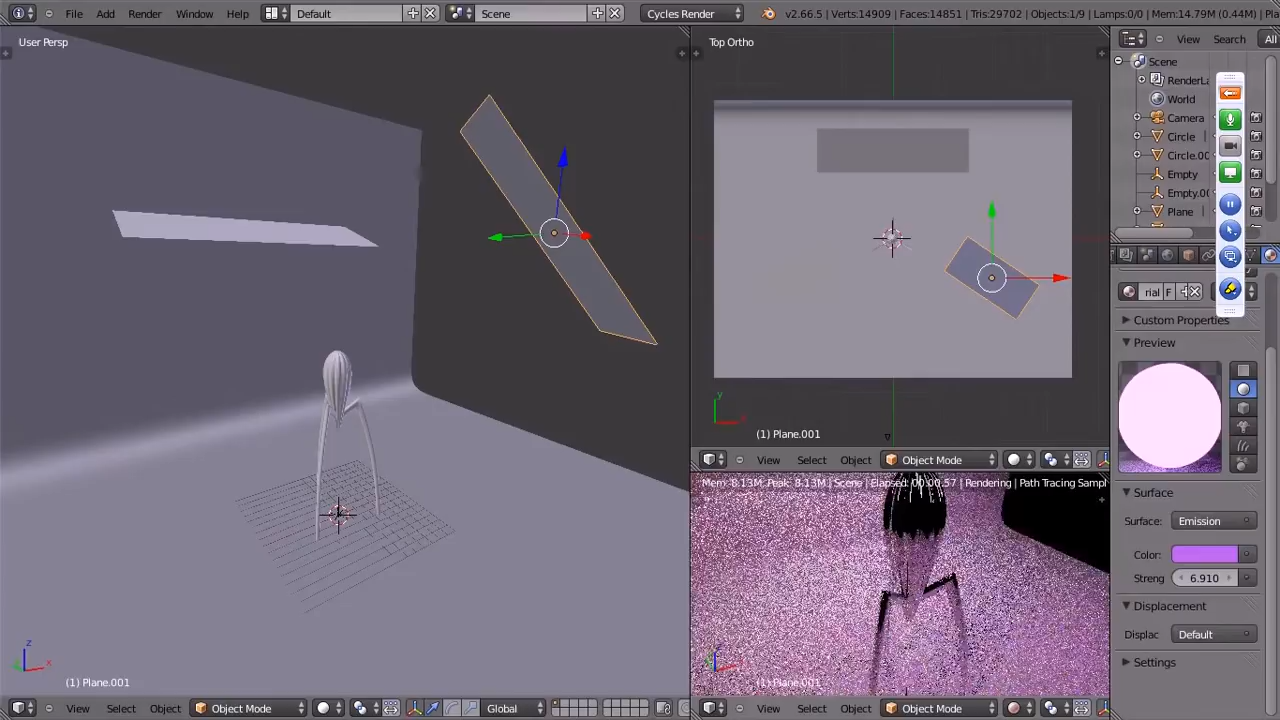 File Add Render Window Help Default Scene Cycles Render v2.66.5 | Verts:14909 | Faces:14851 | Tris:29702 | Objects:1/9 | Lamps:0/0 | Mem:14.79M (0.44M) |
User Persp
Top Ortho
View Search All
Scene
RenderLa
World
Camera
Circle
Circle.00
Empty
Empty.00
Plane
rial F
Custom Properties
Preview
(1) Plane.001
View Select Object Object Mode
Mem: 8.13M, Peak: 8.13M | Scene | Elapsed: 00:00.57 | Rendering | Path Tracing Sampl
Surface
Surface: Emission
Color:
Streng 6.910
Displacement
Displac Default
Settings
z
x
y
(1) Plane.001
(1) Plane.001
View Select Object Object Mode Global
View Select Object Object Mode